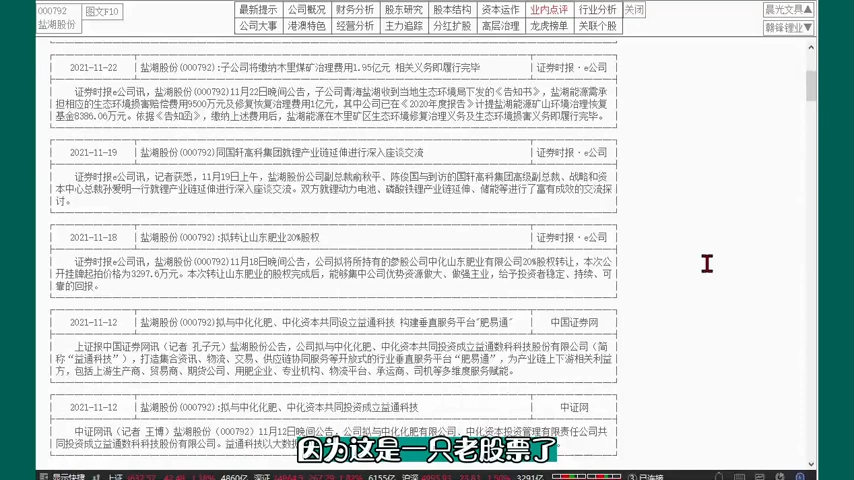 000792
盐湖股份
图文F10
最新提示 公司概况 财务分析 股东研究 股本结构 资本运作 业内点评 行业分析 关闭
公司大事 港澳特色 经营分析 主力追踪 分红扩股 高层治理 龙虎榜单 关联个股
晨光文具▲
赣锋锂业▼
2021-11-22 盐湖股份(000792):子公司将缴纳木里煤矿治理费用1.95亿元 相关义务即履行完毕 证券时报·e公司
证券时报e公司讯，盐湖股份(000792)11月22日晚间公告，子公司青海盐湖收到当地生态环境局下发的《告知书》，盐湖能源需承
担相应的生态环境损害赔偿费用9500万元及修复恢复治理费用1亿元，其中公司已在《2020年度报告》计提盐湖能源矿山环境治理恢复
基金8386.06万元。依据《告知函》，缴纳上述费用后，盐湖能源在木里矿区生态环境修复治理义务及生态环境损害义务即履行完毕。
2021-11-19 盐湖股份(000792)同国轩高科集团就锂产业链延伸进行深入座谈交流 证券时报·e公司
证券时报e公司讯，记者获悉，11月19日上午，盐湖股份公司副总裁俞秋平、陈俊国与到访的国轩高科集团高级副总裁、战略和资
本中心总裁孙爱明一行就锂产业链延伸进行深入座谈交流。双方就锂动力电池、磷酸铁锂产业链延伸、储能等进行了富有成效的交流探
讨。
2021-11-18 盐湖股份(000792):拟转让山东肥业20%股权 证券时报·e公司
证券时报e公司讯，盐湖股份(000792)11月18日晚间公告，公司拟将所持有的参股公司中化山东肥业有限公司20%股权转让，本次公
开挂牌起拍价格为3297.6万元。本次转让山东肥业的股权完成后，能够集中公司优势资源做大、做强主业，给予投资者稳定、持续、可
靠的回报。
2021-11-12 盐湖股份(000792)拟与中化化肥、中化资本共同设立益通科技 构建垂直服务平台"肥易通" 中国证券网
上证报中国证券网讯（记者 孔子元）盐湖股份公告，公司拟与中化化肥、中化资本共同投资成立益通数科科技股份有限公司（简
称“益通科技”），打造集合资讯、物流、交易、供应链协同服务等开放式的行业垂直服务平台“肥易通”，为产业链上下游相关利益
方，包括上游生产商、贸易商、期货公司、用肥企业、专业机构、物流平台、承运商、司机等多维度服务赋能。
2021-11-12 盐湖股份(000792):拟与中化化肥、中化资本共同投资成立益通科技 中证网
中证网讯（记者 王博）盐湖股份（000792）11月12日晚间公告，公司拟与中化化肥有限公司、中化资本投资管理有限责任公司共
同投资成立益通数科科技股份有限公司。益通科技以大数据
因为这是一只老股票了
显示快捷 上证 4860亿 深证 6155亿 沪深 3291亿 已连接